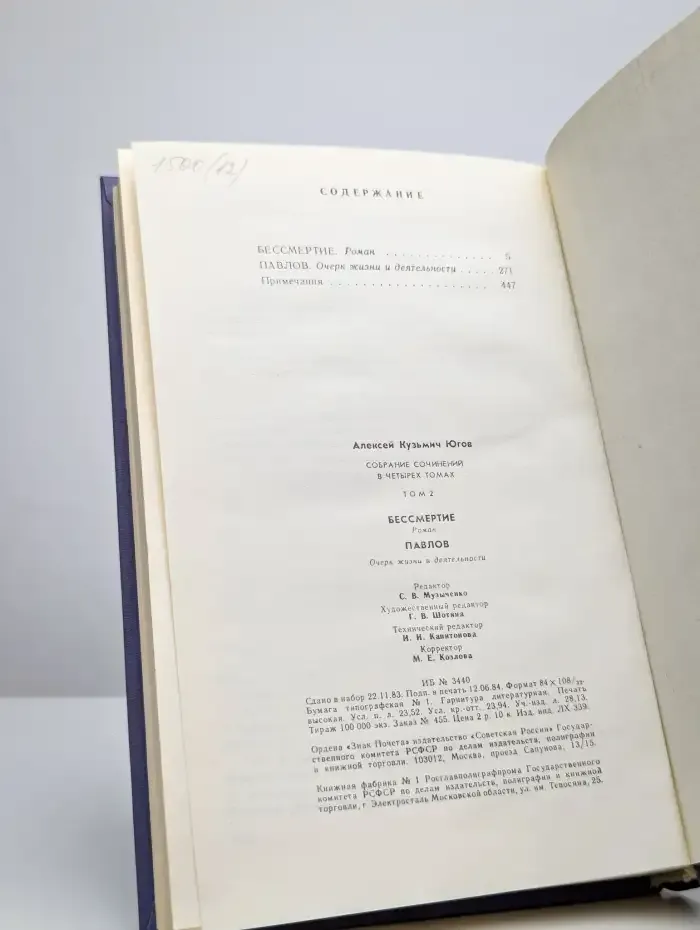 1500 (12)
СОДЕРЖАНИЕ
БЕССМЕРТИЕ. Роман . . . . . . . . . . . . . 5
ПАВЛОВ. Очерк жизни и деятельности . . . . . 271
Примечания . . . . . . . . . . . . . . . . . . . . 447
Алексей Кузьмич Югов
СОБРАНИЕ СОЧИНЕНИЙ
В ЧЕТЫРЕХ ТОМАХ
ТОМ 2
БЕССМЕРТИЕ
Роман
ПАВЛОВ
Очерк жизни и деятельности
Редактор
С. В. Музыченко
Художественный редактор
Г. В. Шотина
Технический редактор
И. И. Капитонова
Корректор
М. Е. Козлова
ИБ № 3440
Сдано в набор 22.11.83. Подп. в печать 12.06.84. Формат 84×108/32.
Бумага типографская № 1. Гарнитура литературная. Печать
высокая. Усл. п. л. 23,52. Усл. кр.-отт. 23,94. Уч.-изд. л. 28,13.
Тираж 100 000 экз. Заказ № 455. Цена 2 р. 10 к. Изд. инд. ЛХ-339.
Ордена «Знак Почета» издательство «Советская Россия» Государ-
ственного комитета РСФСР по делам издательств, полиграфии
и книжной торговли. 103012, Москва, проезд Сапунова, 13/15.
Книжная фабрика № 1 Росглавполиграфпрома Государственного
комитета РСФСР по делам издательств, полиграфии и книжной
торговли, г. Электросталь Московской области, ул. им. Тевосяна, 25.